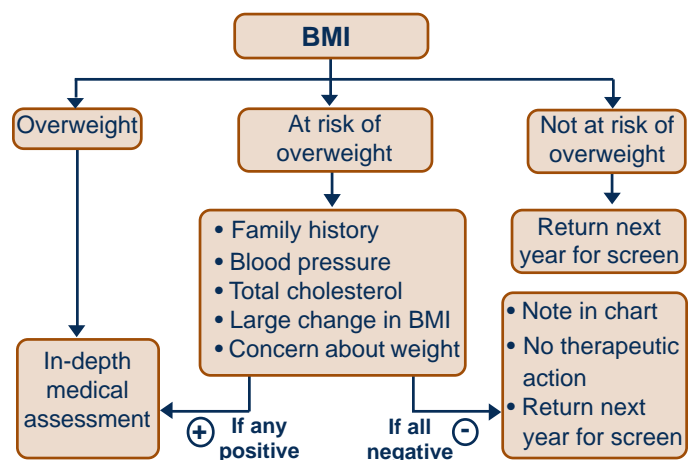 BMI
Overweight
At risk of
overweight
Not at risk of
overweight
• Family history
• Blood pressure
• Total cholesterol
• Large change in BMI
• Concern about weight
Return next
year for screen
In-depth
medical
assessment
+ If any
positive
If all -
negative
• Note in chart
• No therapeutic
action
• Return next
year for screen